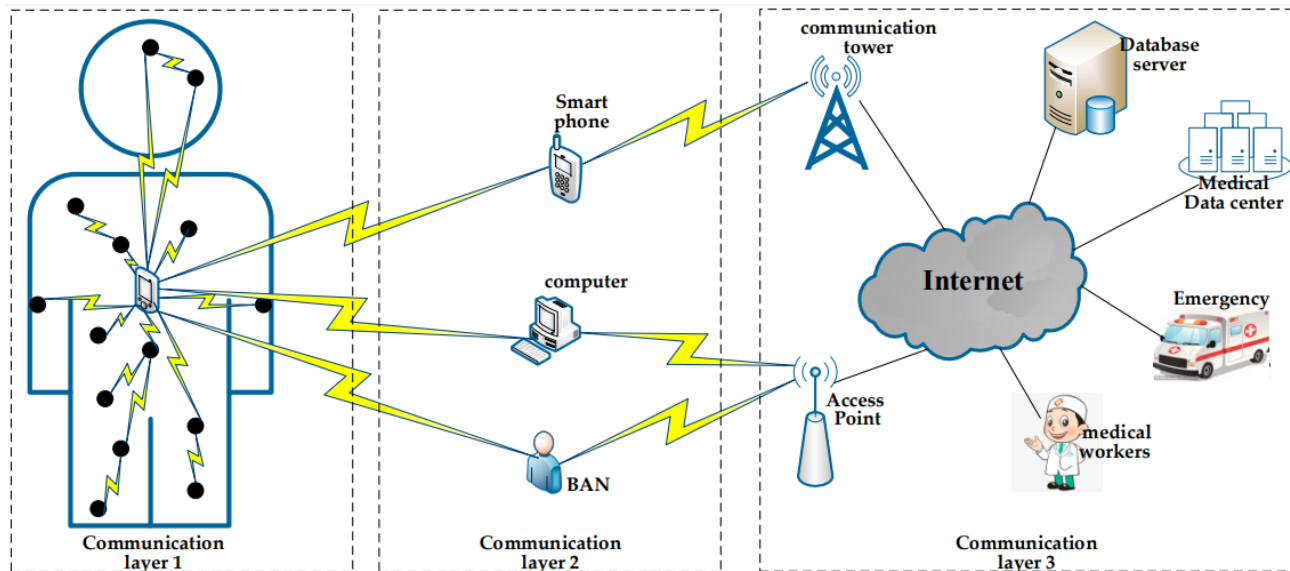 communication
tower
Database
server
Smart
phone
Medical
Data center
Internet
computer
Emergency
Access
Point
medical
workers
BAN
Communication
layer 1
Communication
layer 2
Communication
layer 3